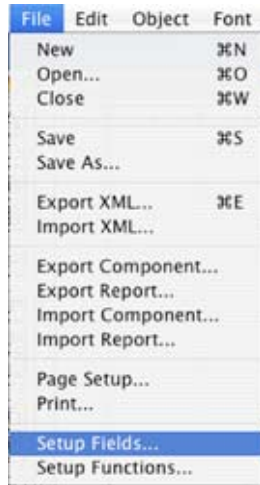 File Edit Object Font
New ⌘N
Open... ⌘O
Close ⌘W
Save ⌘S
Save As...
Export XML... ⌘E
Import XML...
Export Component...
Export Report...
Import Component...
Import Report...
Page Setup...
Print...
Setup Fields...
Setup Functions...